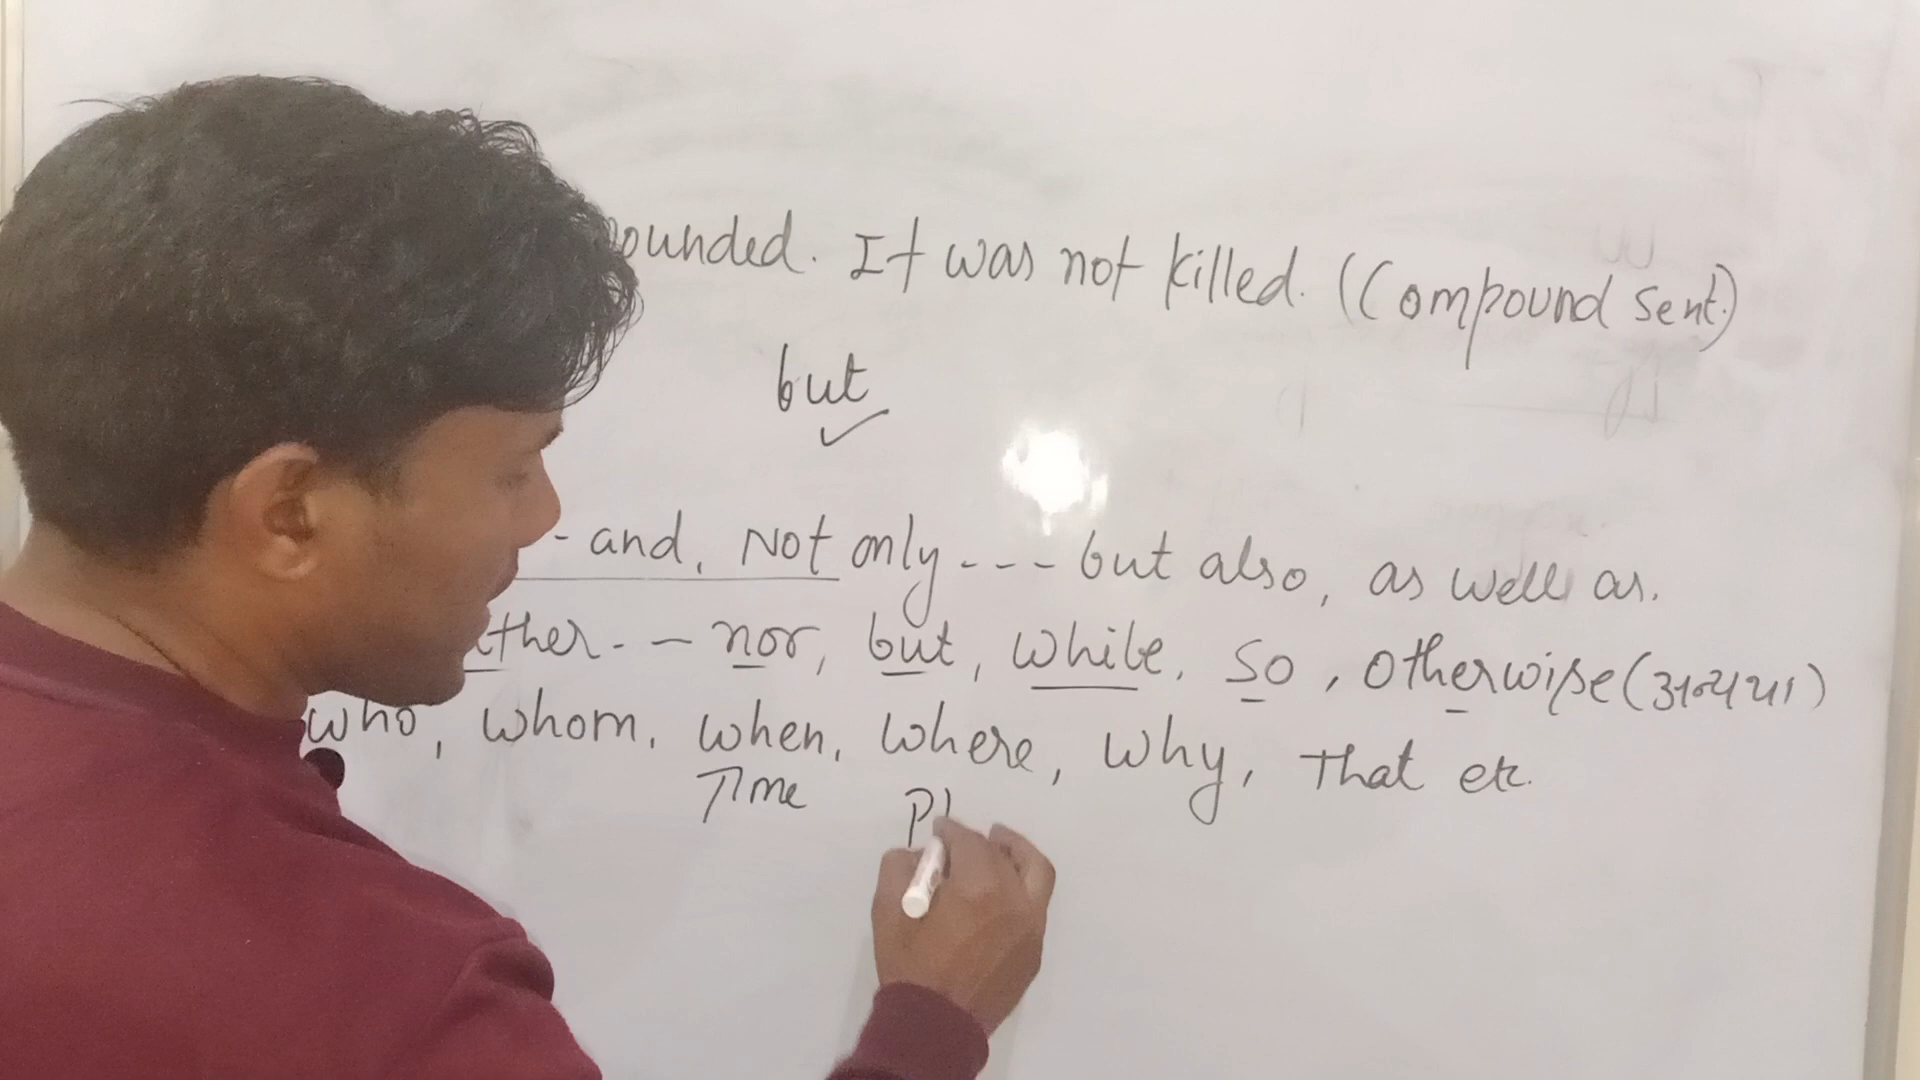 ounded. It was not killed. (Compound sent.)
but
- and, Not only --- but also, as well as.
ther -- nor, but, while, so, otherwise (अन्यथा)
who, whom, when, where, why, that etc.
Time Pl